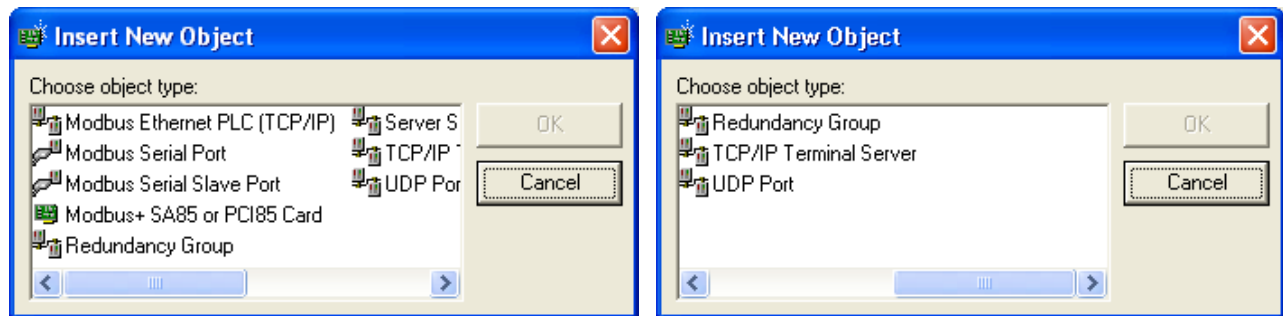 Insert New Object
Choose object type:
Modbus Ethernet PLC (TCP/IP)
Modbus Serial Port
Modbus Serial Slave Port
Modbus+ SA85 or PCI85 Card
Redundancy Group
Server S
TCP/IP
UDP Por
OK
Cancel
Insert New Object
Choose object type:
Redundancy Group
TCP/IP Terminal Server
UDP Port
OK
Cancel